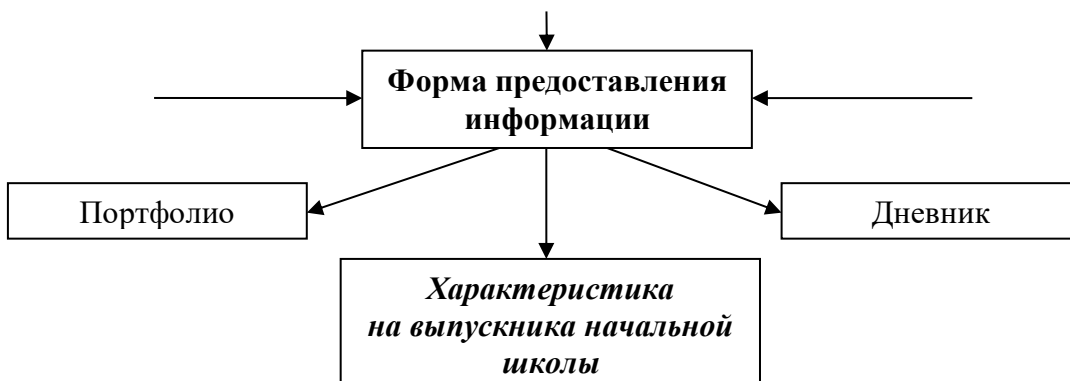 Форма предоставления
информации
Портфолио
Дневник
Характеристика
на выпускника начальной
школы